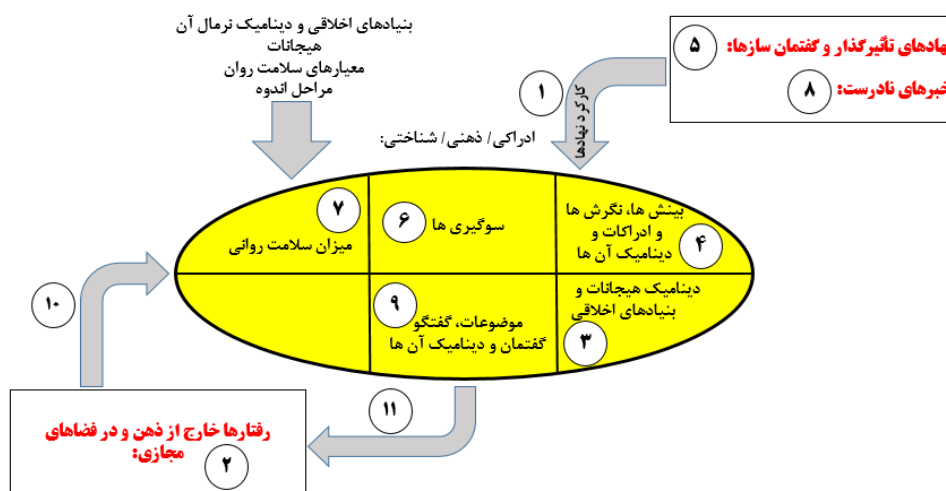 بنیادهای اخلاقی و دینامیک نرمال آن
هیجانات
معیارهای سلامت روان
مراحل اندوه
نهادهای تأثیرگذار و گفتمان سازها: ۵
خبرهای نادرست: ۸
۱
کارکرد نهادها
ادراکی/ ذهنی/ شناختی:
بینش ها، نگرش ها
و ادراکات و
دینامیک آن ها
۴
۶ سوگیری ها
۷
میزان سلامت روانی
دینامیک هیجانات و
بنیادهای اخلاقی
۳
۹
موضوعات، گفتگو
گفتمان و دینامیک آن ها
۱۰
۱۱
رفتارها خارج از ذهن و در فضاهای
مجازی:
۲